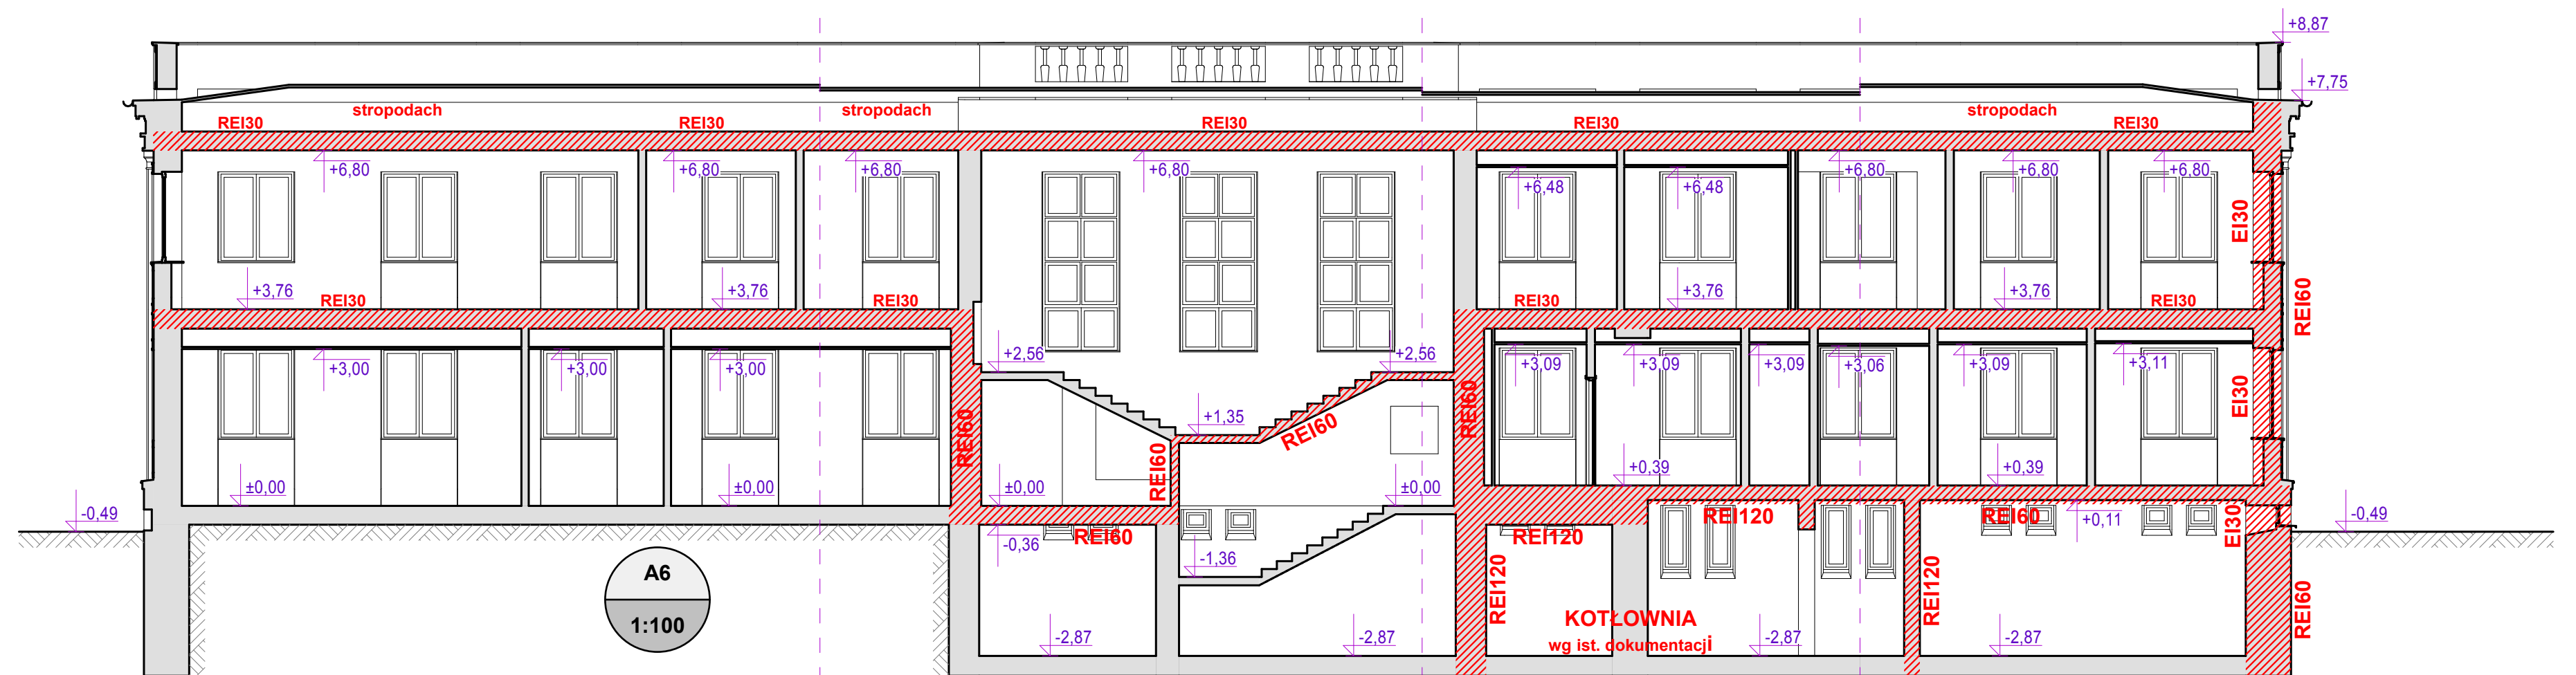 +8,87
+7,75
stropodach
stropodach
stropodach
REI30
REI30
REI30
REI30
REI30
+6,80
+6,80
+6,80
+6,80
+6,48
+6,48
+6,80
+6,80
+6,80
EI30
REI60
+3,76
+3,76
+3,76
+3,76
REI30
REI30
REI30
REI30
+2,56
+2,56
+3,00
+3,00
+3,00
+3,09
+3,09
+3,09
+3,06
+3,09
+3,11
EI30
REI60
REI60
REI60
REI60
+1,35
+0,39
+0,39
±0,00
±0,00
±0,00
±0,00
-0,49
-0,49
+0,11
REI120
REI60
EI30
-0,36
REI60
REI120
-1,36
A6
1:100
REI120
REI120
REI60
KOTŁOWNIA
wg ist. dokumentacji
-2,87
-2,87
-2,87
-2,87